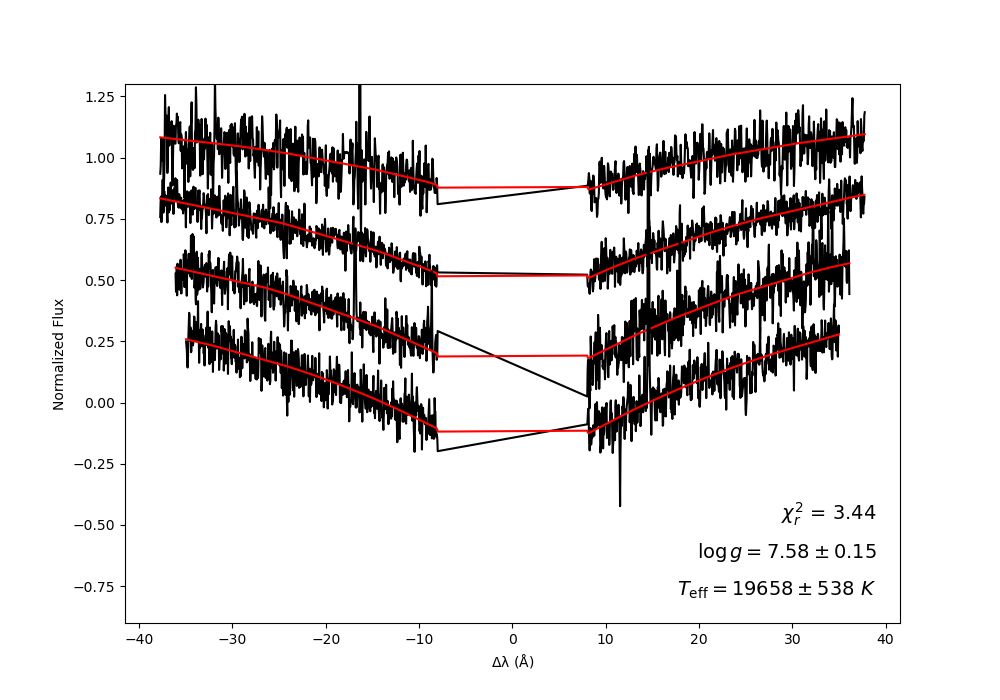 1.25
1.00
0.75
0.50
0.25
0.00
−0.25
−0.50
−0.75
Normalized Flux
χ²ᵣ = 3.44
log g = 7.58 ± 0.15
T_eff = 19658 ± 538 K
−40 −30 −20 −10 0 10 20 30 40
Δλ (Å)